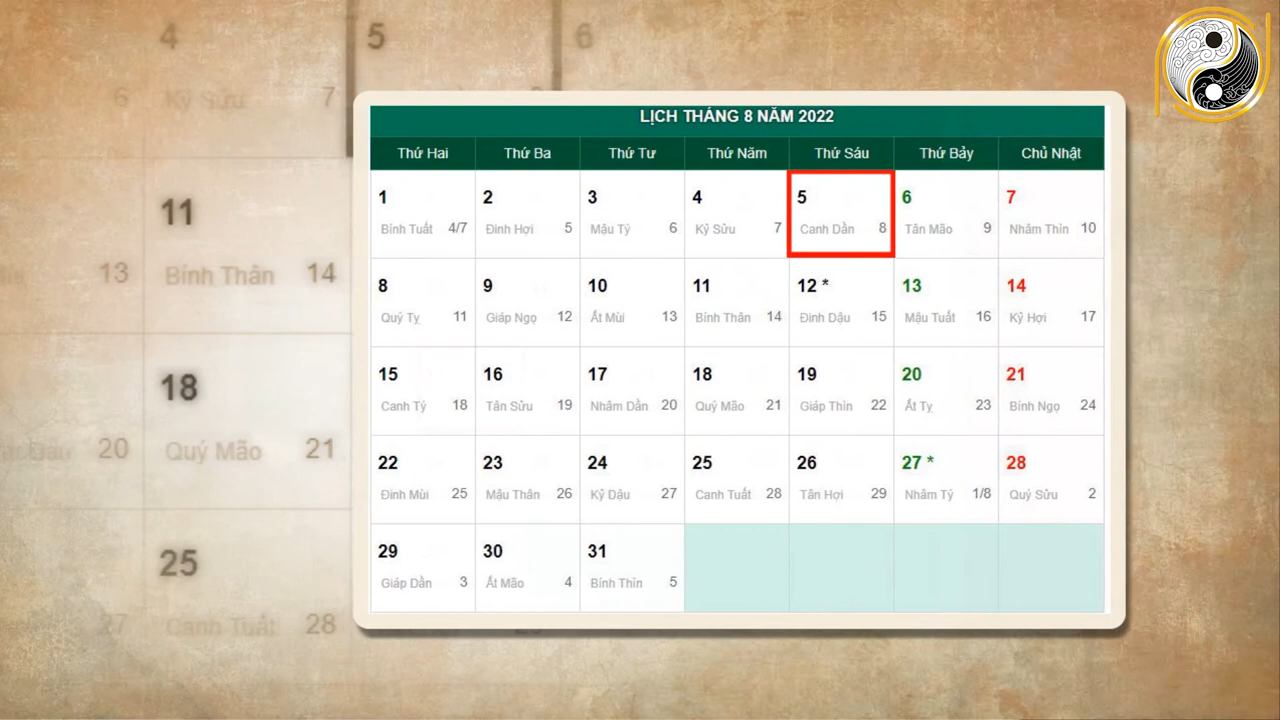 4 5 6
6 Kỷ Sửu 7
LỊCH THÁNG 8 NĂM 2022
Thứ Hai Thứ Ba Thứ Tư Thứ Năm Thứ Sáu Thứ Bảy Chủ Nhật
1 2 3 4 5 6 7
Bính Tuất 4/7 Đinh Hợi 5 Mậu Tý 6 Kỷ Sửu 7 Canh Dần 8 Tân Mão 9 Nhâm Thìn 10
11
13 Bính Thân 14
8 9 10 11 12 * 13 14
Quý Tỵ 11 Giáp Ngọ 12 Ất Mùi 13 Bính Thân 14 Đinh Dậu 15 Mậu Tuất 16 Kỷ Hợi 17
18
20 Quý Mão 21
15 16 17 18 19 20 21
Canh Tý 18 Tân Sửu 19 Nhâm Dần 20 Quý Mão 21 Giáp Thìn 22 Ất Tỵ 23 Bính Ngọ 24
22 23 24 25 26 27 * 28
Đinh Mùi 25 Mậu Thân 26 Kỷ Dậu 27 Canh Tuất 28 Tân Hợi 29 Nhâm Tý 1/8 Quý Sửu 2
25
27 Canh Tuất 28
29 30 31
Giáp Dần 3 Ất Mão 4 Bính Thìn 5